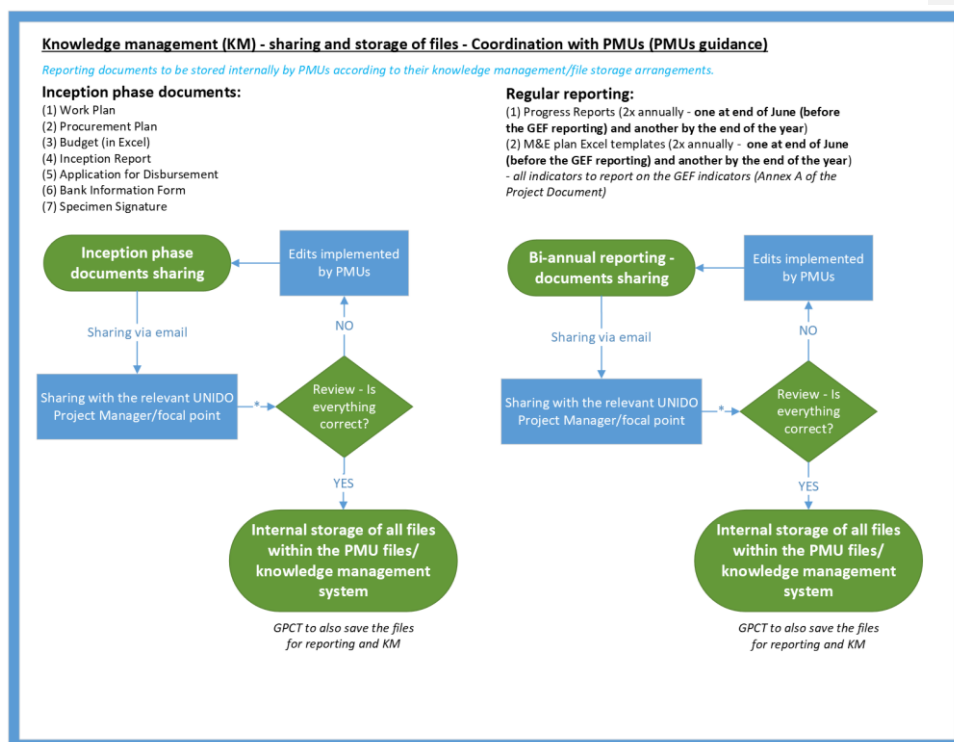 Knowledge management (KM) - sharing and storage of files - Coordination with PMUs (PMUs guidance)
Reporting documents to be stored internally by PMUs according to their knowledge management/file storage arrangements.
Inception phase documents:
(1) Work Plan
(2) Procurement Plan
(3) Budget (in Excel)
(4) Inception Report
(5) Application for Disbursement
(6) Bank Information Form
(7) Specimen Signature
Regular reporting:
(1) Progress Reports (2x annually - one at end of June (before
the GEF reporting) and another by the end of the year)
(2) M&E plan Excel templates (2x annually - one at end of June
(before the GEF reporting) and another by the end of the year)
- all indicators to report on the GEF indicators (Annex A of the
Project Document)
Inception phase
documents sharing
Edits implemented
by PMUs
Sharing via email
NO
Sharing with the relevant UNIDO
Project Manager/focal point
*
Review - Is
everything
correct?
YES
Internal storage of all files
within the PMU files/
knowledge management
system
GPCT to also save the files
for reporting and KM
Bi-annual reporting -
documents sharing
Edits implemented
by PMUs
Sharing via email
NO
Sharing with the relevant UNIDO
Project Manager/focal point
*
Review - Is
everything
correct?
YES
Internal storage of all files
within the PMU files/
knowledge management
system
GPCT to also save the files
for reporting and KM